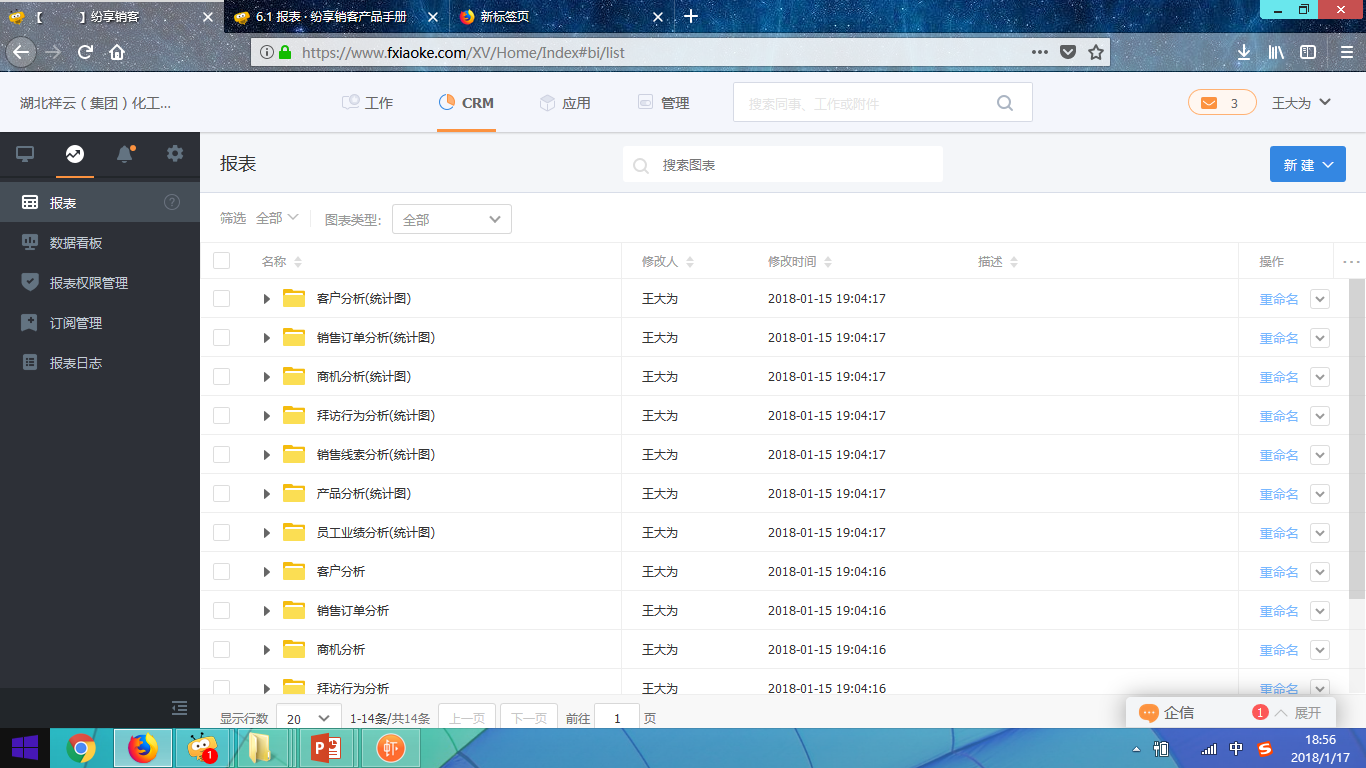 【 】纷享销客
6.1 报表 · 纷享销客产品手册
新标签页
https://www.fxiaoke.com/XV/Home/Index#bi/list
湖北祥云（集团）化工...
工作
CRM
应用
管理
搜索同事、工作或附件
3
王大为
报表
搜索图表
新 建
报表
数据看板
报表权限管理
订阅管理
报表日志
筛选 全部 图表类型: 全部
名称 修改人 修改时间 描述 操作
客户分析(统计图) 王大为 2018-01-15 19:04:17 重命名
销售订单分析(统计图) 王大为 2018-01-15 19:04:17 重命名
商机分析(统计图) 王大为 2018-01-15 19:04:17 重命名
拜访行为分析(统计图) 王大为 2018-01-15 19:04:17 重命名
销售线索分析(统计图) 王大为 2018-01-15 19:04:17 重命名
产品分析(统计图) 王大为 2018-01-15 19:04:17 重命名
员工业绩分析(统计图) 王大为 2018-01-15 19:04:17 重命名
客户分析 王大为 2018-01-15 19:04:16 重命名
销售订单分析 王大为 2018-01-15 19:04:16 重命名
商机分析 王大为 2018-01-15 19:04:16 重命名
拜访行为分析 王大为 2018-01-15 19:04:16 重命名
显示行数 20 1-14条/共14条 上一页 下一页 前往 1 页
企信 1 展开
1
中
18:56
2018/1/17